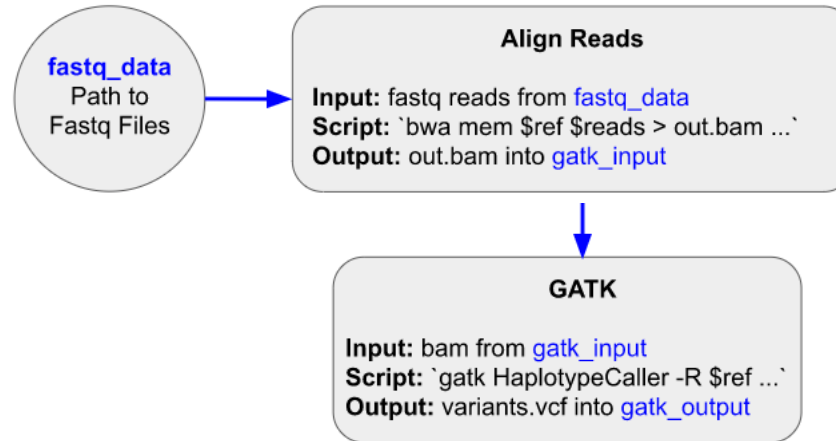 fastq_data
Path to
Fastq Files
Align Reads
Input: fastq reads from fastq_data
Script: `bwa mem $ref $reads > out.bam ...`
Output: out.bam into gatk_input
GATK
Input: bam from gatk_input
Script: `gatk HaplotypeCaller -R $ref ...`
Output: variants.vcf into gatk_output